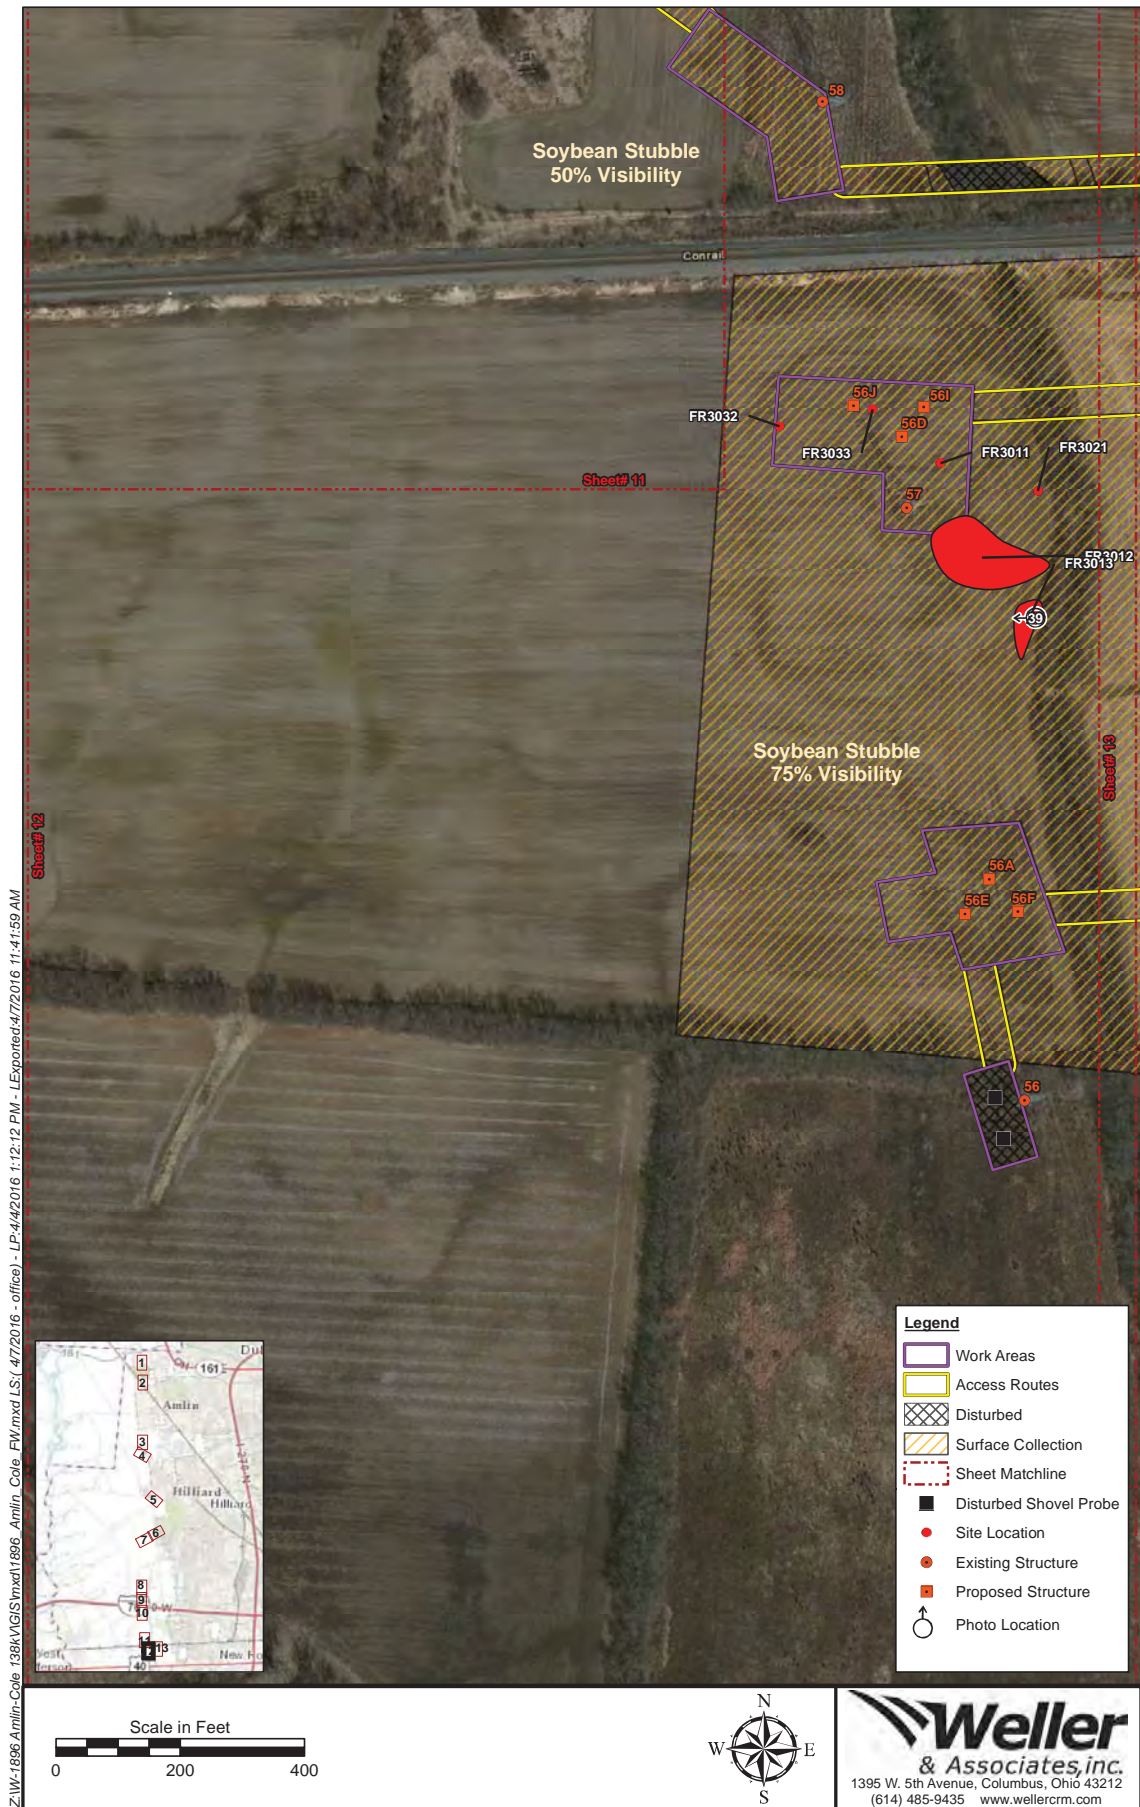 58
Soybean Stubble
50% Visibility
Conrail
56J
56I
FR3032
56D
FR3033
FR3011
FR3021
Sheet# 11
57
FR3012
FR3013
39
Soybean Stubble
75% Visibility
Sheet# 13
Sheet# 12
56A
56E
56F
56
Z:\W-1896 Amlin-Cole 138kV\GIS\mxd\1896_Amlin_Cole_FW.mxd LS:( 4/7/2016 - office) - LP:4/4/2016 1:12:12 PM - LExported:4/7/2016 11:41:59 AM
Legend
Work Areas
Access Routes
Disturbed
Surface Collection
Sheet Matchline
Disturbed Shovel Probe
Site Location
Existing Structure
Proposed Structure
Photo Location
1
161
2
Amlin
3
4
I-270 N
5
Hilliard
Hilliard
6
7
8
9
10
11
13
New Ro
40
Scale in Feet
0 200 400
N
W E
S
Weller
& Associates, inc.
1395 W. 5th Avenue, Columbus, Ohio 43212
(614) 485-9435 www.wellercrm.com